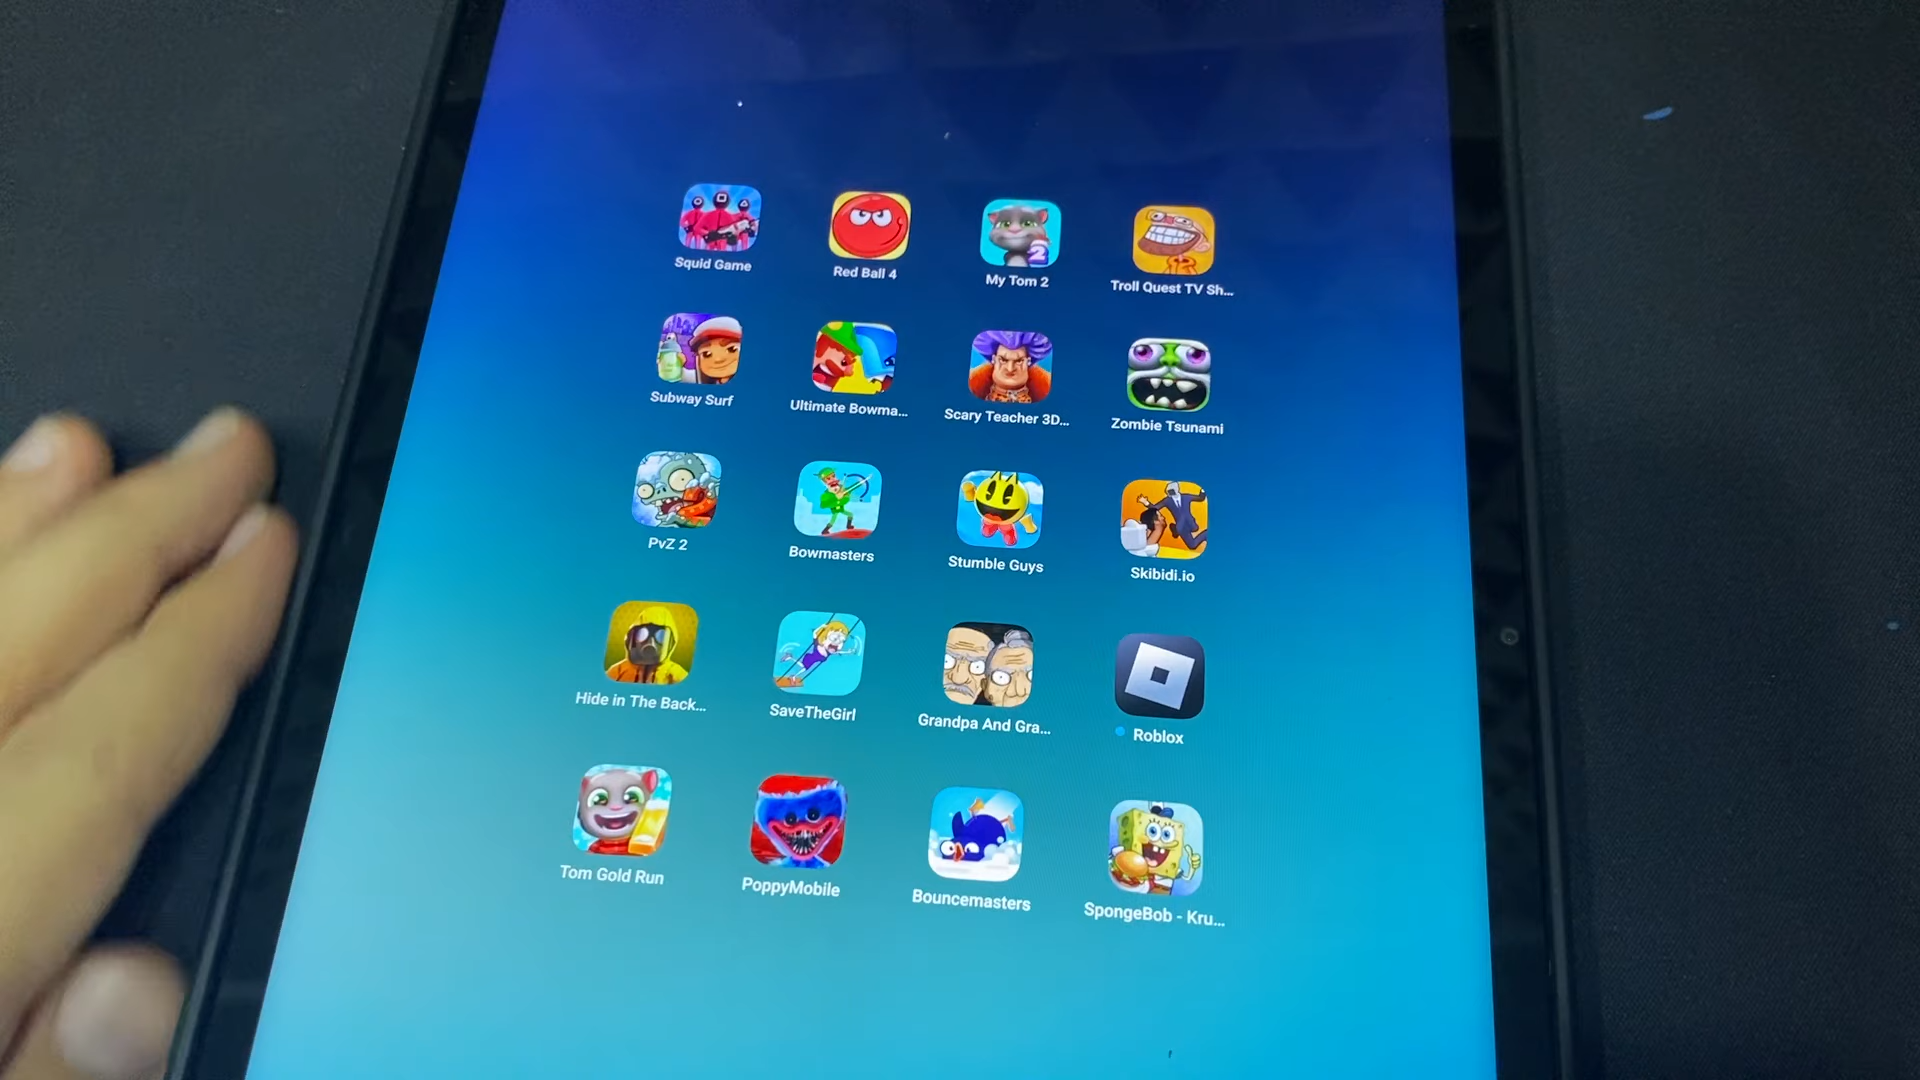 Squid Game
Red Ball 4
My Tom 2
Troll Quest TV Sh...
Subway Surf
Ultimate Bowma...
Scary Teacher 3D...
Zombie Tsunami
PvZ 2
Bowmasters
Stumble Guys
Skibidi.io
Hide in The Back...
SaveTheGirl
Grandpa And Gra...
Roblox
Tom Gold Run
PoppyMobile
Bouncemasters
SpongeBob - Kru...
2